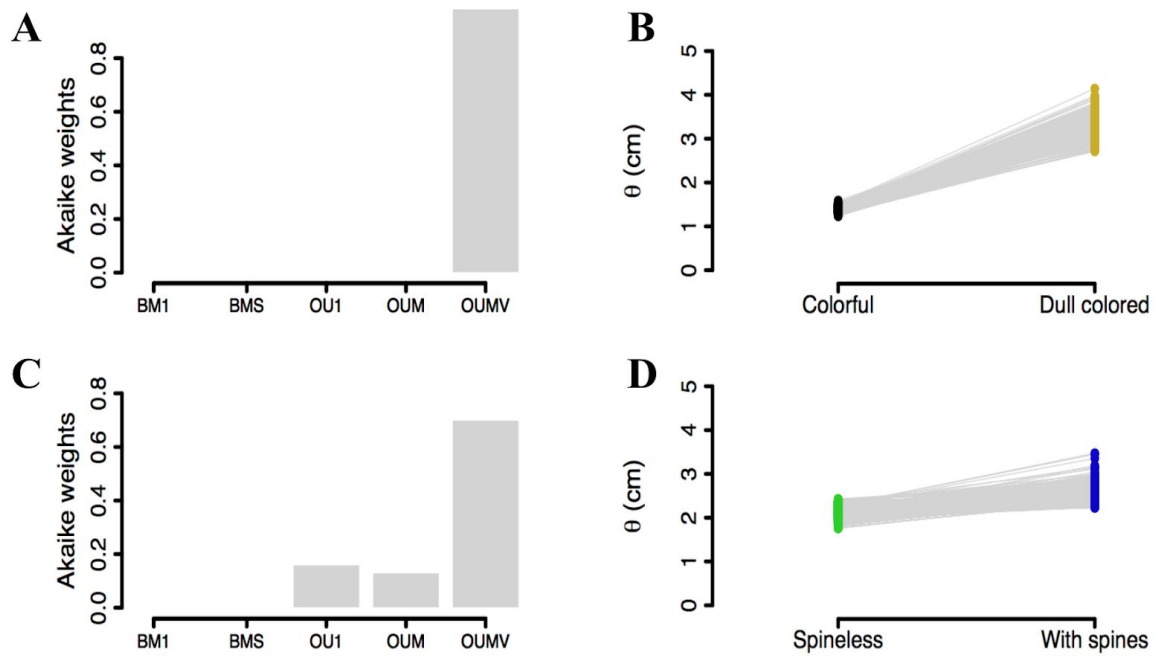 A
Akaike weights
0.0 0.2 0.4 0.6 0.8
BM1 BMS OU1 OUM OUMV
B
θ (cm)
0 1 2 3 4 5
Colorful Dull colored
C
Akaike weights
0.0 0.2 0.4 0.6 0.8
BM1 BMS OU1 OUM OUMV
D
θ (cm)
0 1 2 3 4 5
Spineless With spines